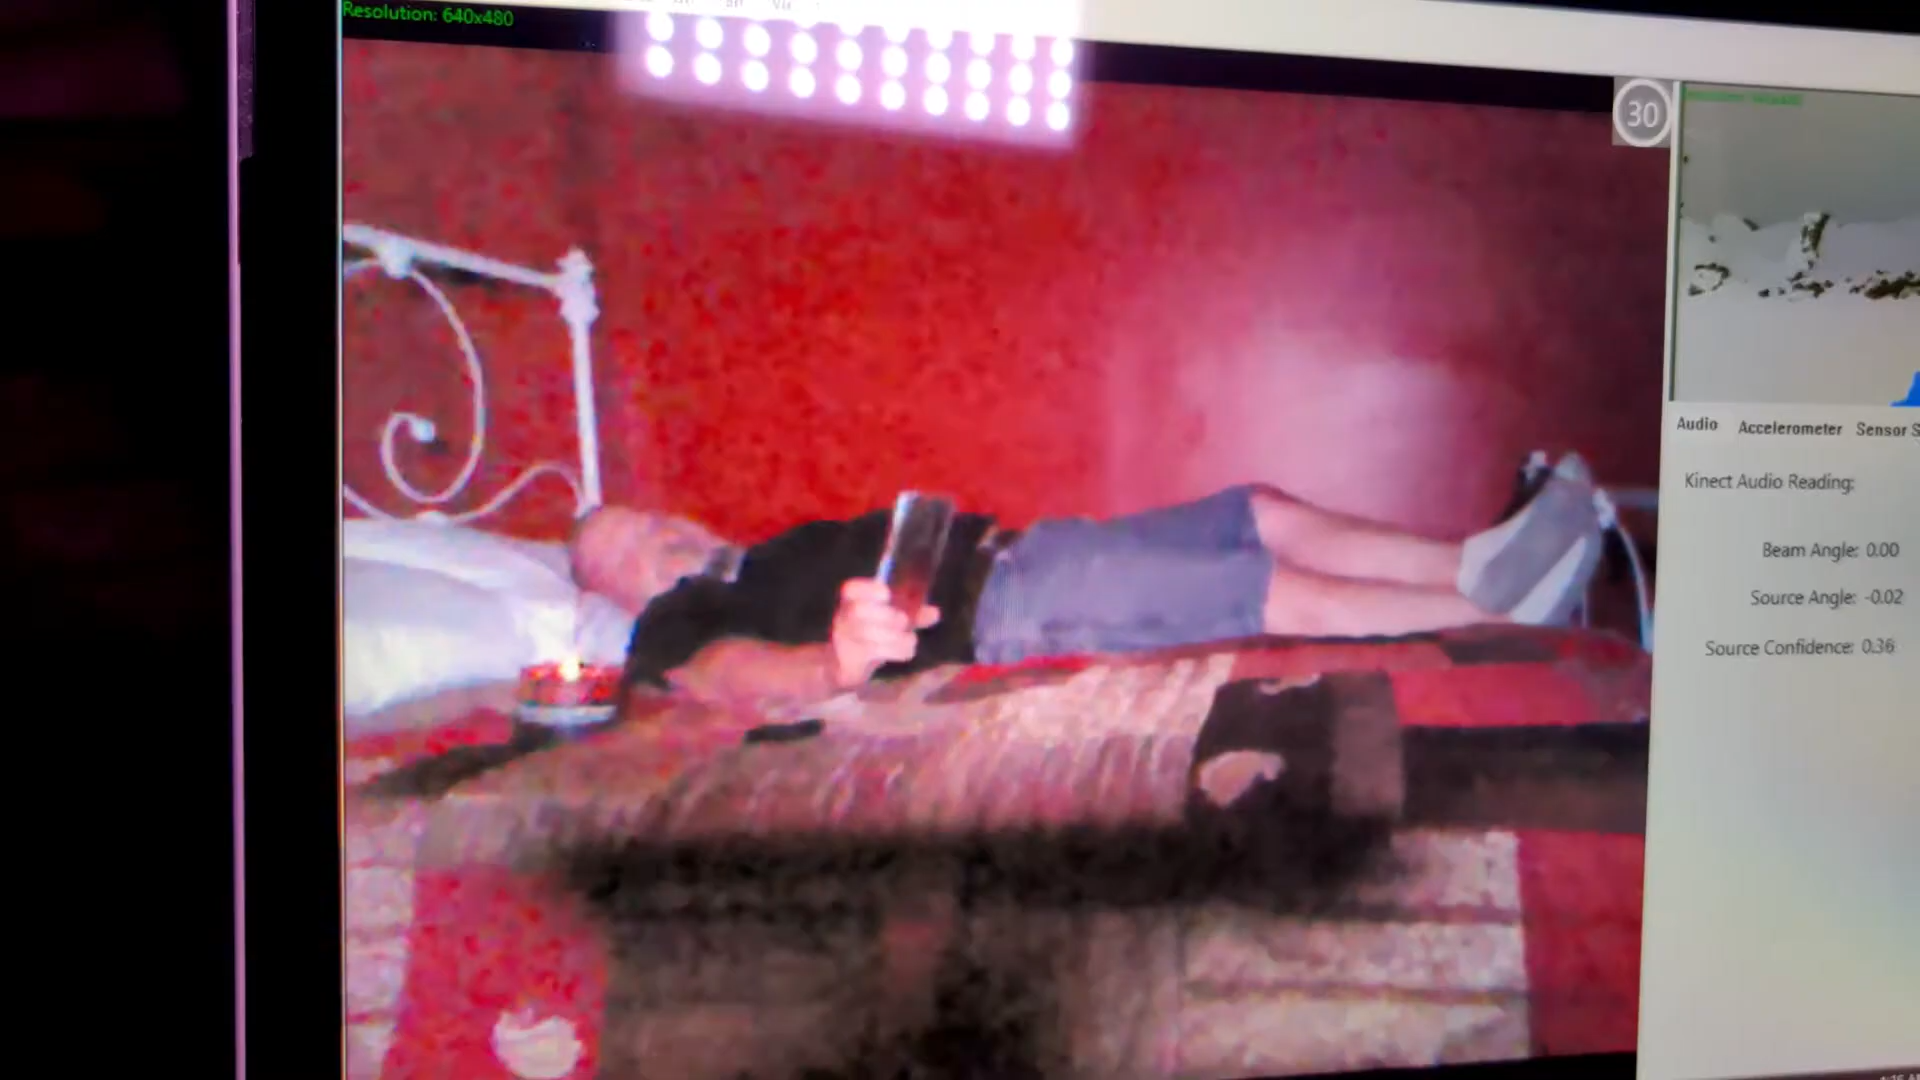 Resolution: 640x480
30
Audio Accelerometer Sensor S
Kinect Audio Reading:
Beam Angle: 0.00
Source Angle: -0.02
Source Confidence: 0.36